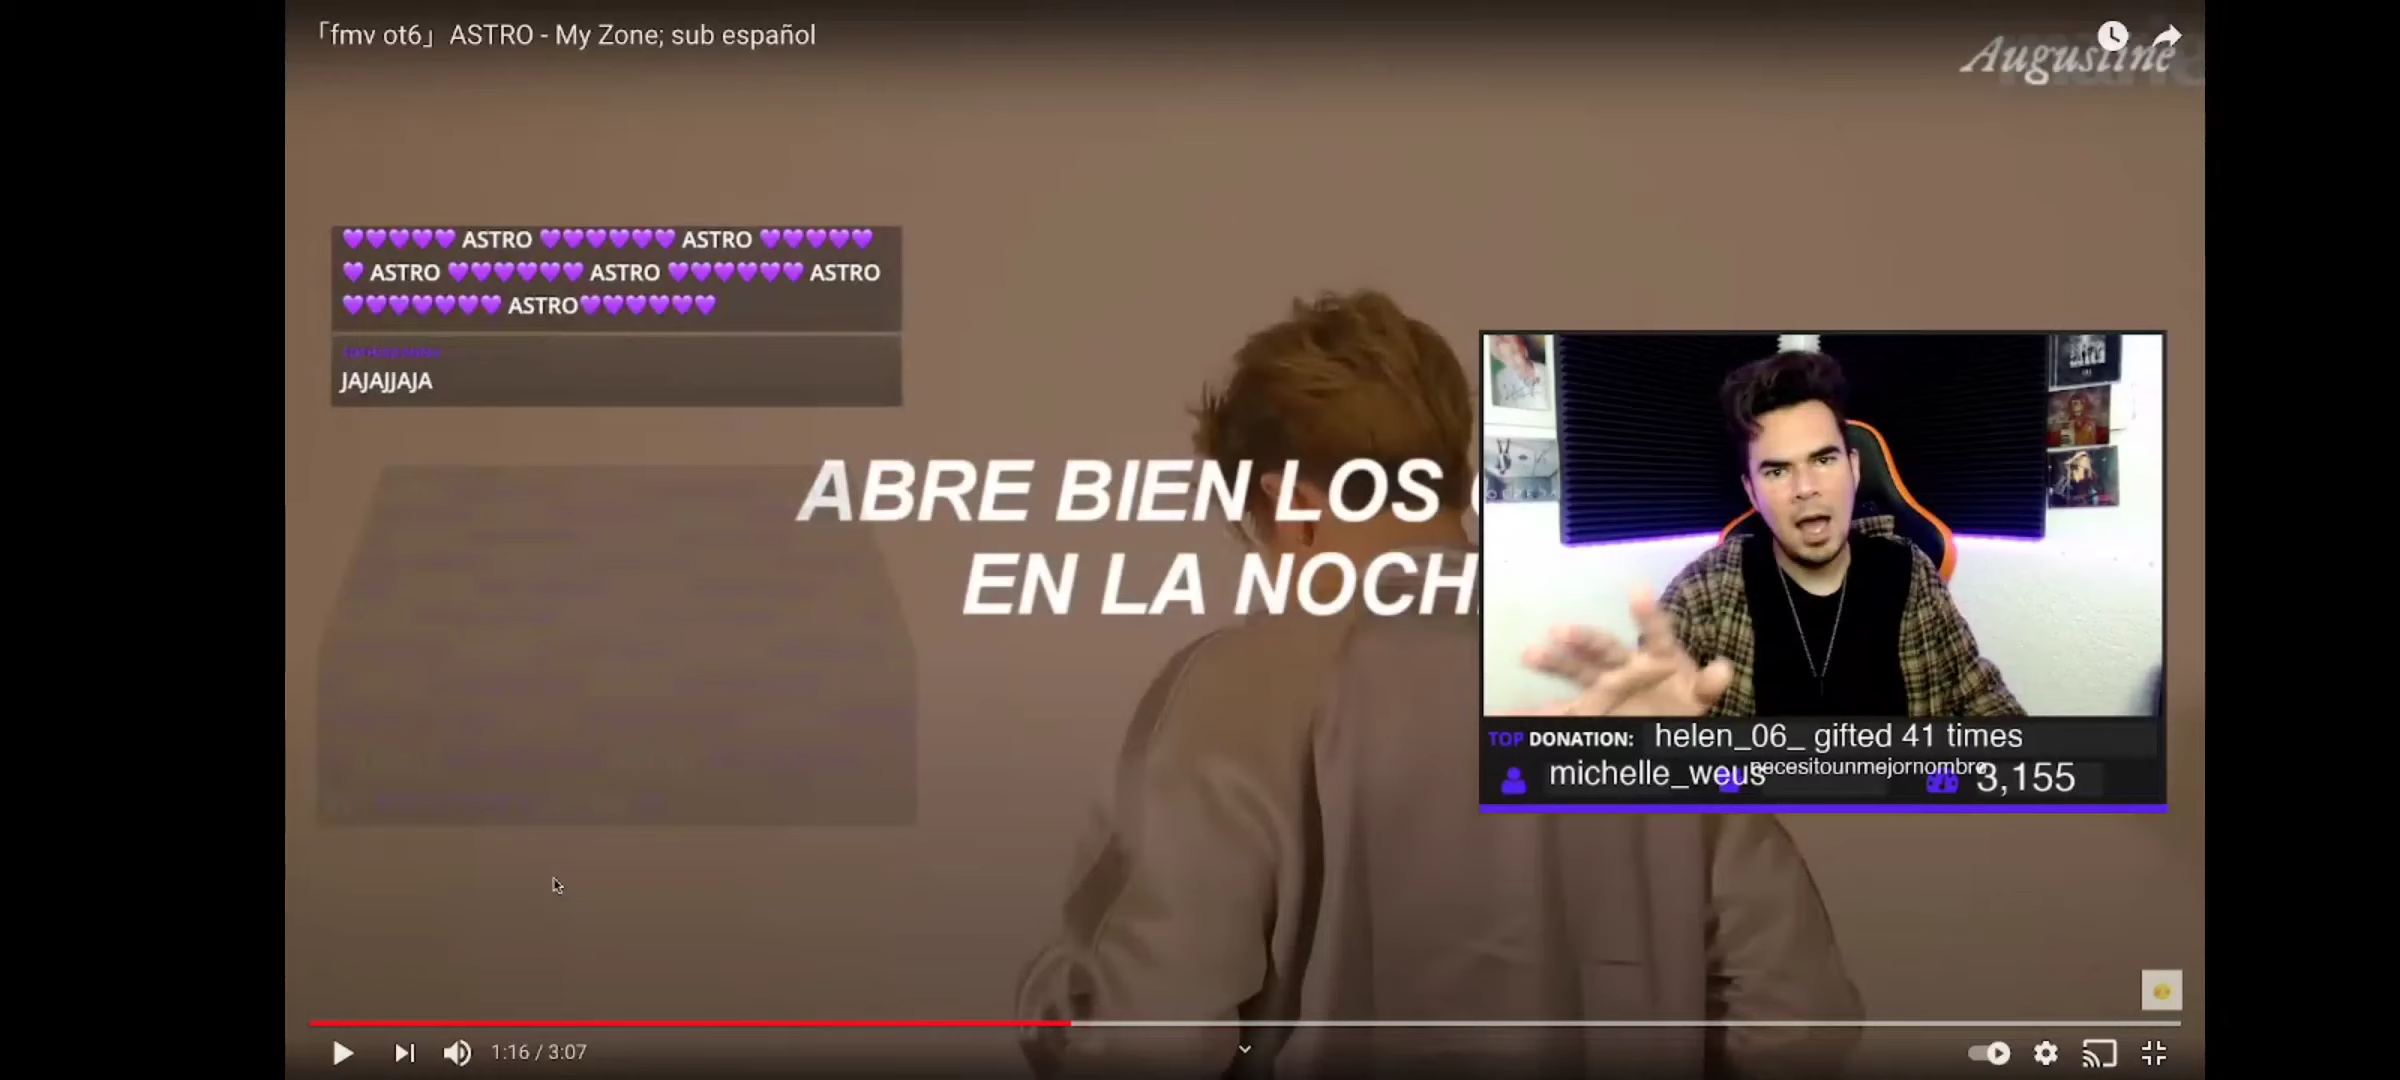 「fmv ot6」ASTRO - My Zone; sub español
Augustine
💜💜💜💜💜 ASTRO 💜💜💜💜💜💜 ASTRO 💜💜💜💜💜
💜 ASTRO 💜💜💜💜💜💜 ASTRO 💜💜💜💜💜💜 ASTRO
💜💜💜💜💜💜💜 ASTRO💜💜💜💜💜💜
JAJAJJAJA
ABRE BIEN LOS
EN LA NOCH
TOP DONATION: helen_06_ gifted 41 times
michelle_weus necesitounmejornombre 3,155
1:16 / 3:07